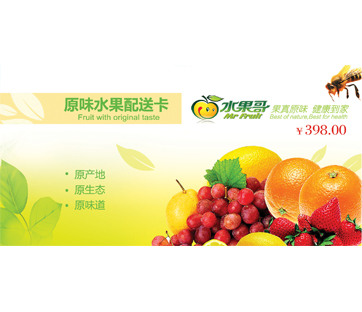 原味水果配送卡
Fruit with original taste
水果哥
Mr Fruit
果真原味 健康到家
Best of nature,Best for health
¥398.00
• 原产地
• 原生态
• 原味道